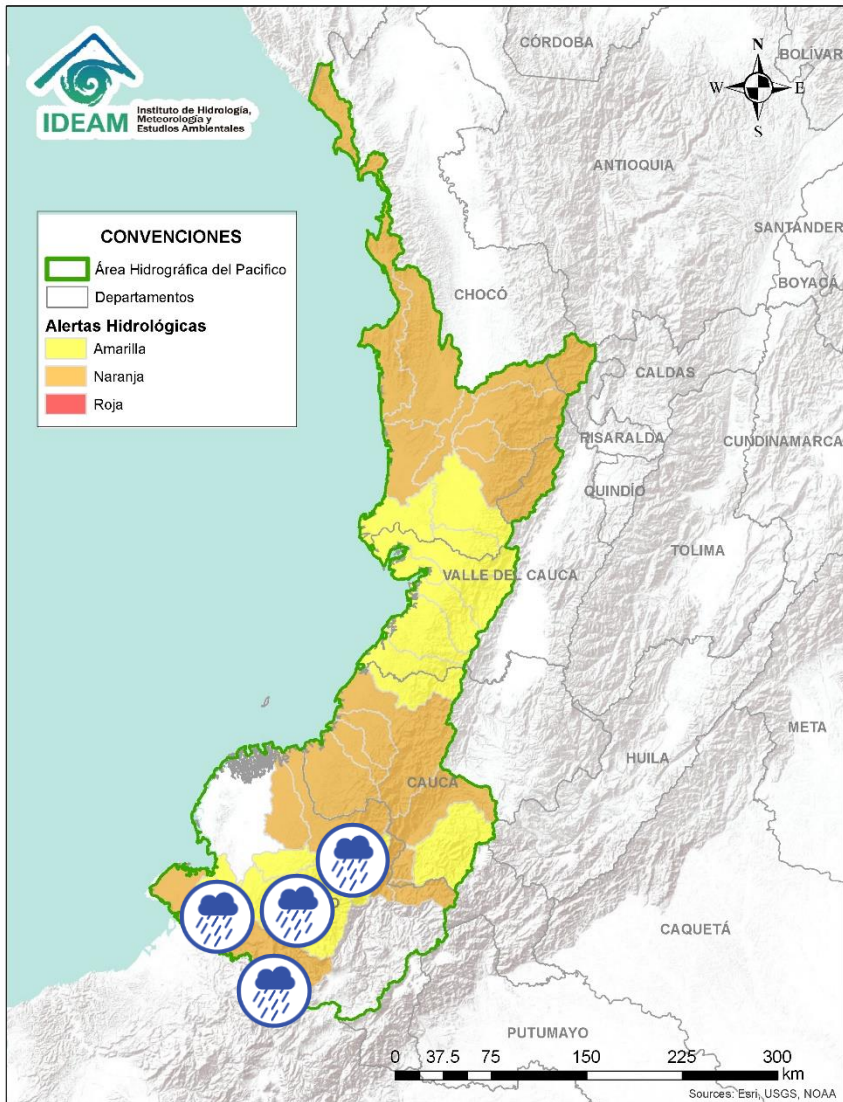 IDEAM
Instituto de Hidrología,
Meteorología y
Estudios Ambientales
N
W
E
S
CÓRDOBA
BOLÍVAR
ANTIOQUIA
SANTANDER
BOYACÁ
CONVENCIONES
Área Hidrográfica del Pacifico
Departamentos
Alertas Hidrológicas
Amarilla
Naranja
Roja
CHOCÓ
CALDAS
RISARALDA
CUNDINAMARCA
QUINDÍO
TOLIMA
VALLE DEL CAUCA
META
HUILA
CAUCA
CAQUETÁ
PUTUMAYO
0 37.5 75 150 225 300
km
Sources: Esri, USGS, NOAA